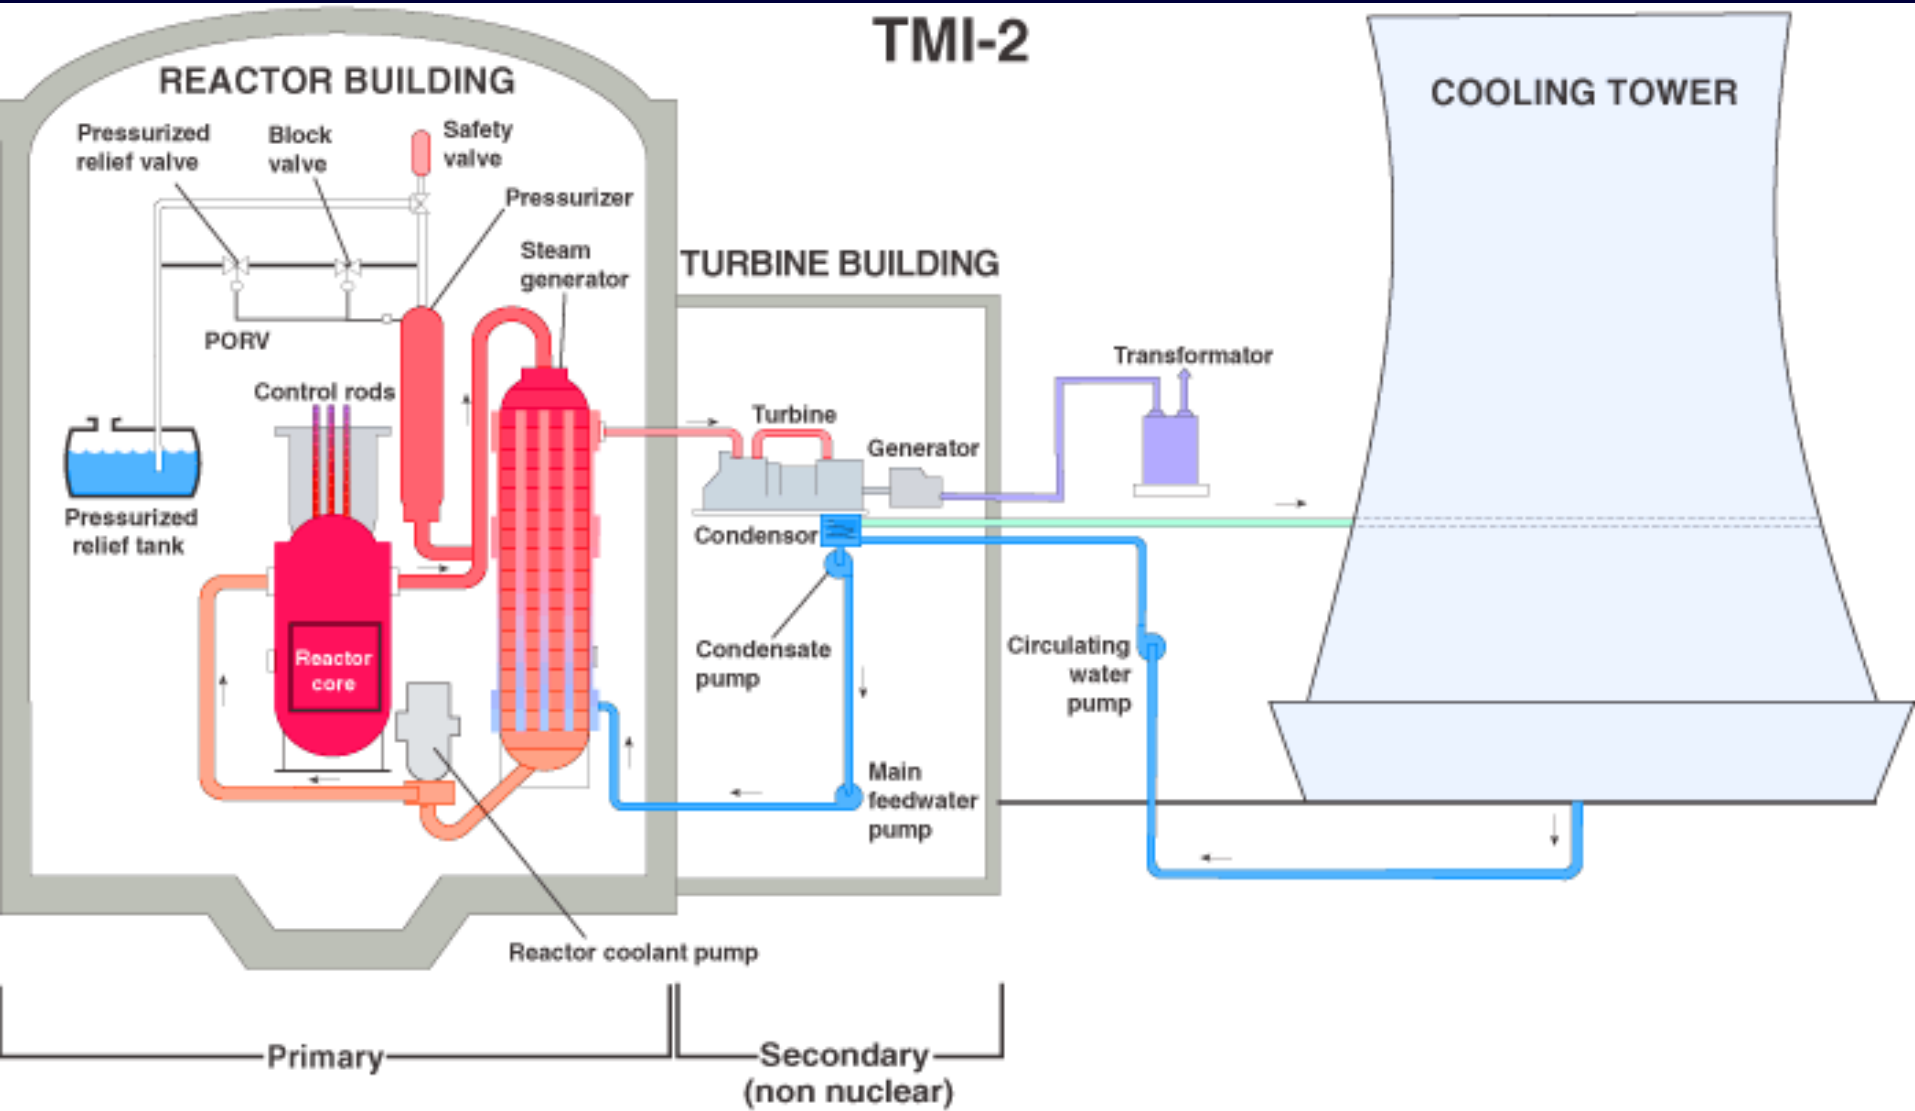 TMI-2
REACTOR BUILDING
COOLING TOWER
Pressurized
relief valve
Block
valve
Safety
valve
Pressurizer
Steam
generator
TURBINE BUILDING
PORV
Transformator
Control rods
Turbine
Generator
Pressurized
relief tank
Condensor
Reactor
core
Condensate
pump
Circulating
water
pump
Main
feedwater
pump
Reactor coolant pump
Primary
Secondary
(non nuclear)